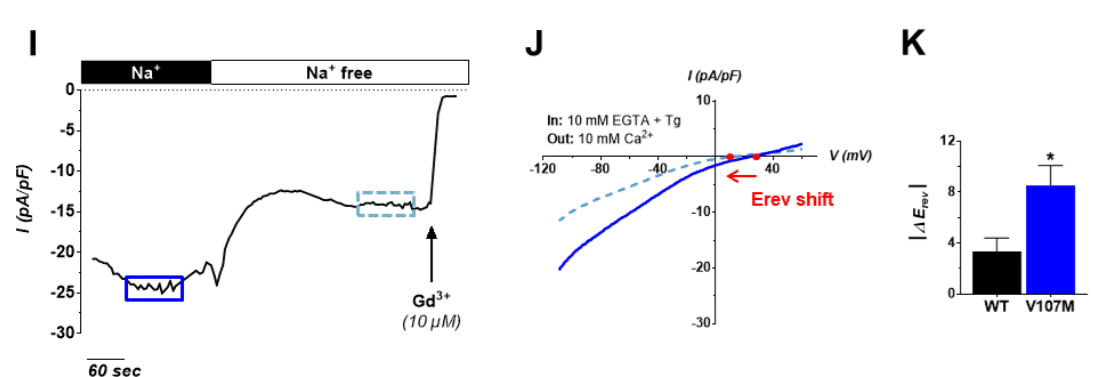 I
Na+
Na+ free
0
-5
-10
-15
-20
-25
-30
I (pA/pF)
Gd3+
(10 µM)
60 sec
J
I (pA/pF)
In: 10 mM EGTA + Tg
Out: 10 mM Ca2+
V (mV)
10
-120
-80
-40
40
Erev shift
-10
-20
-30
K
|Δ Erev|
12
8
4
0
*
WT
V107M